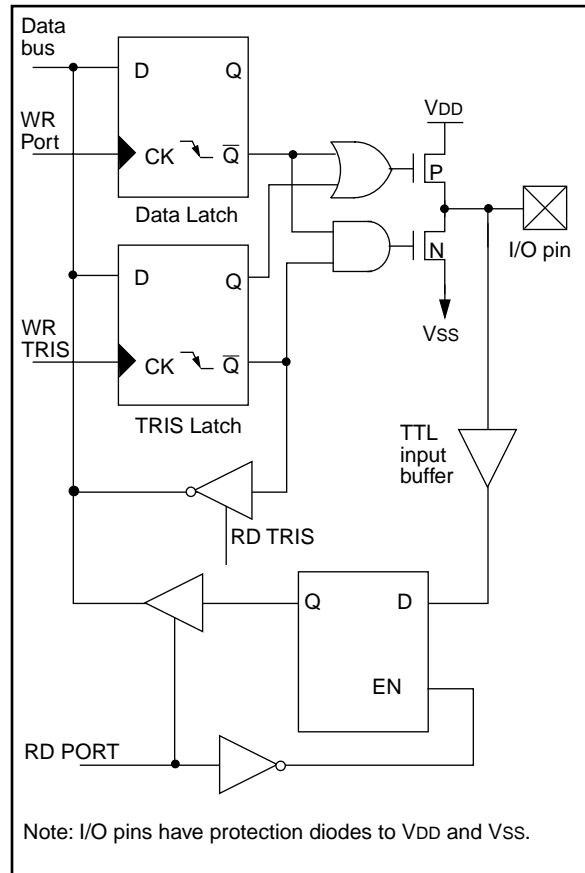 Data
bus
D
Q
WR
Port
CK
Q
Data Latch
VDD
P
N
I/O pin
VSS
D
Q
WR
TRIS
CK
Q
TRIS Latch
TTL
input
buffer
RD TRIS
Q
D
EN
RD PORT
Note: I/O pins have protection diodes to VDD and VSS.